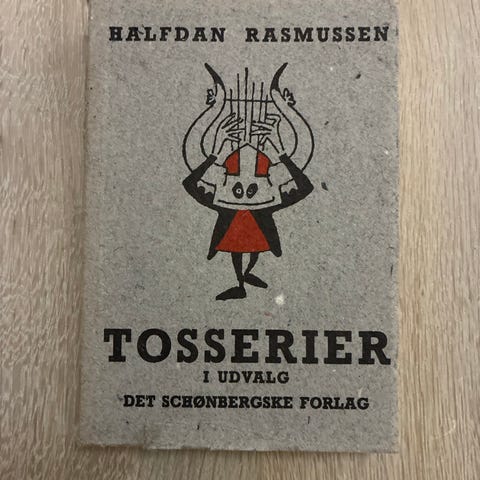 HALFDAN RASMUSSEN
TOSSERIER
I UDVALG
DET SCHØNBERGSKE FORLAG